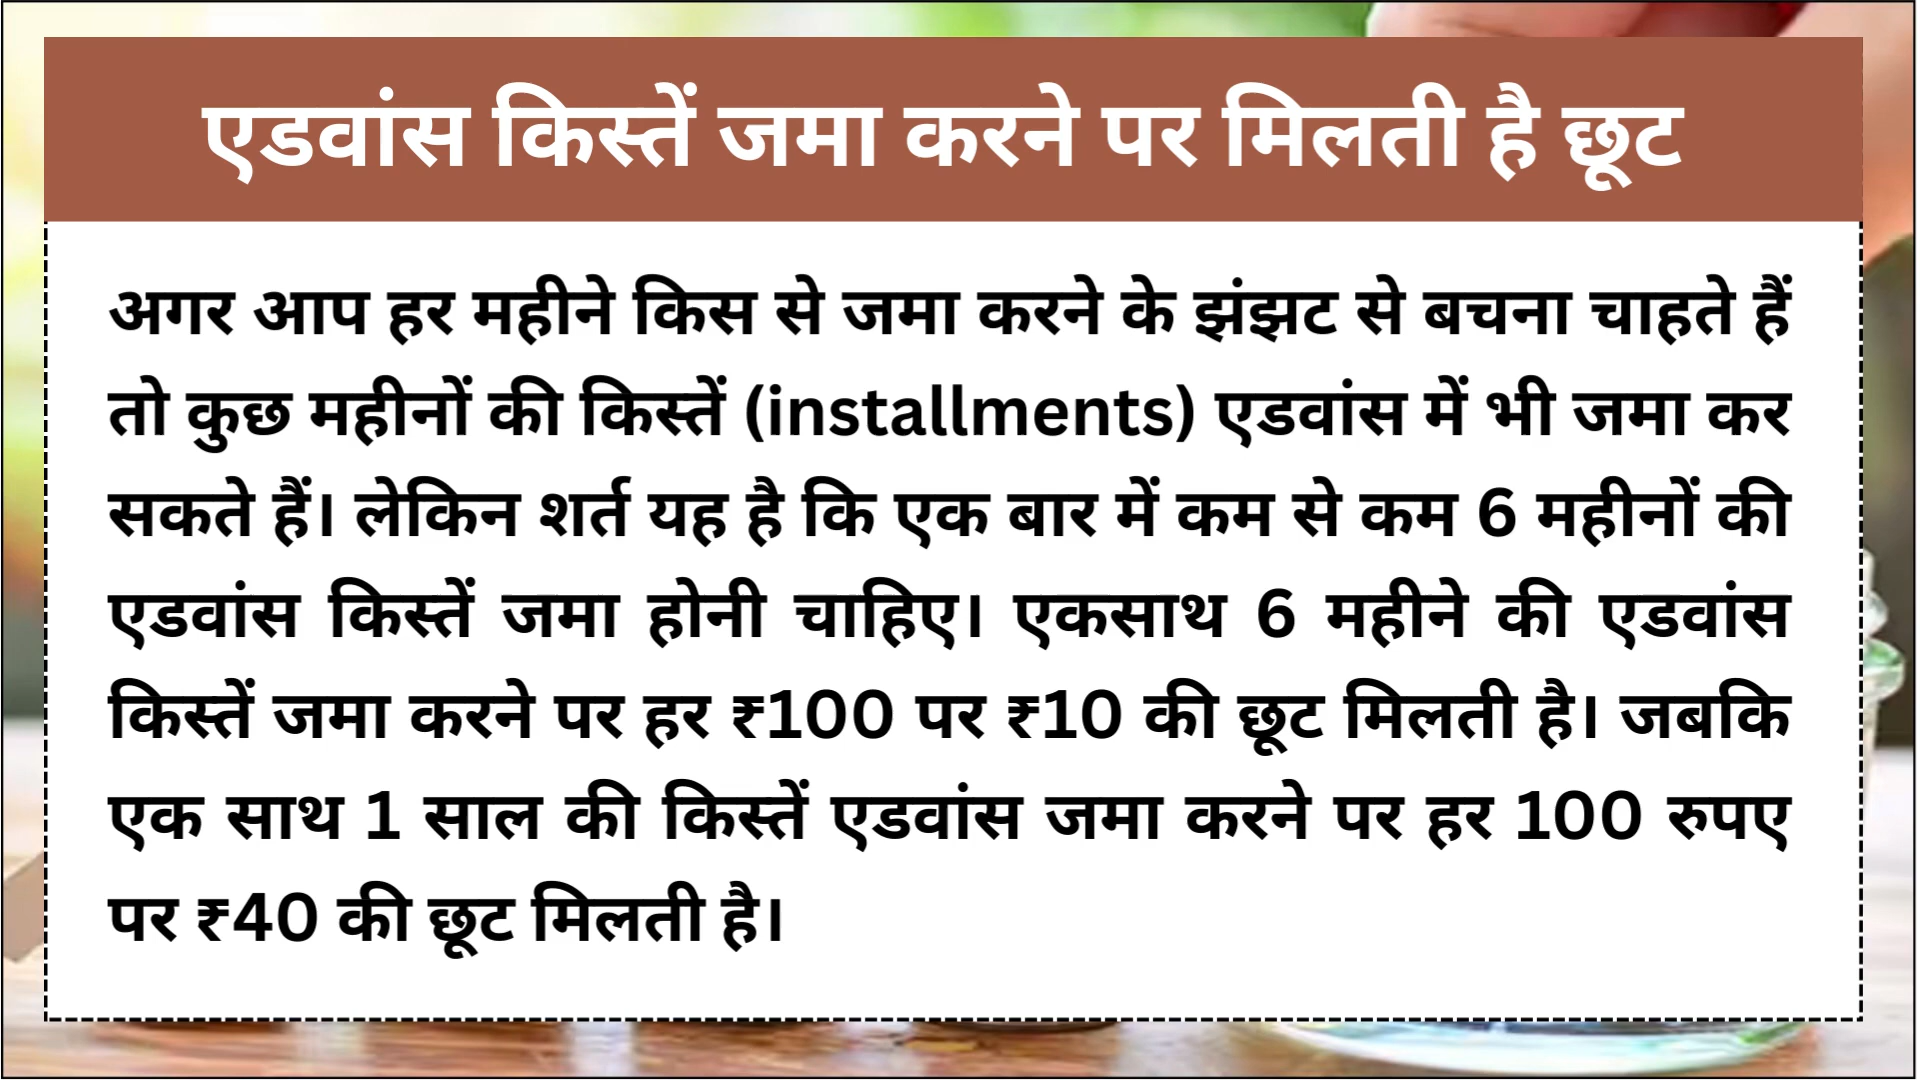 एडवांस किस्तें जमा करने पर मिलती है छूट
अगर आप हर महीने किस से जमा करने के झंझट से बचना चाहते हैं
तो कुछ महीनों की किस्तें (installments) एडवांस में भी जमा कर
सकते हैं। लेकिन शर्त यह है कि एक बार में कम से कम 6 महीनों की
एडवांस किस्तें जमा होनी चाहिए। एकसाथ 6 महीने की एडवांस
किस्तें जमा करने पर हर ₹100 पर ₹10 की छूट मिलती है। जबकि
एक साथ 1 साल की किस्तें एडवांस जमा करने पर हर 100 रुपए
पर ₹40 की छूट मिलती है।